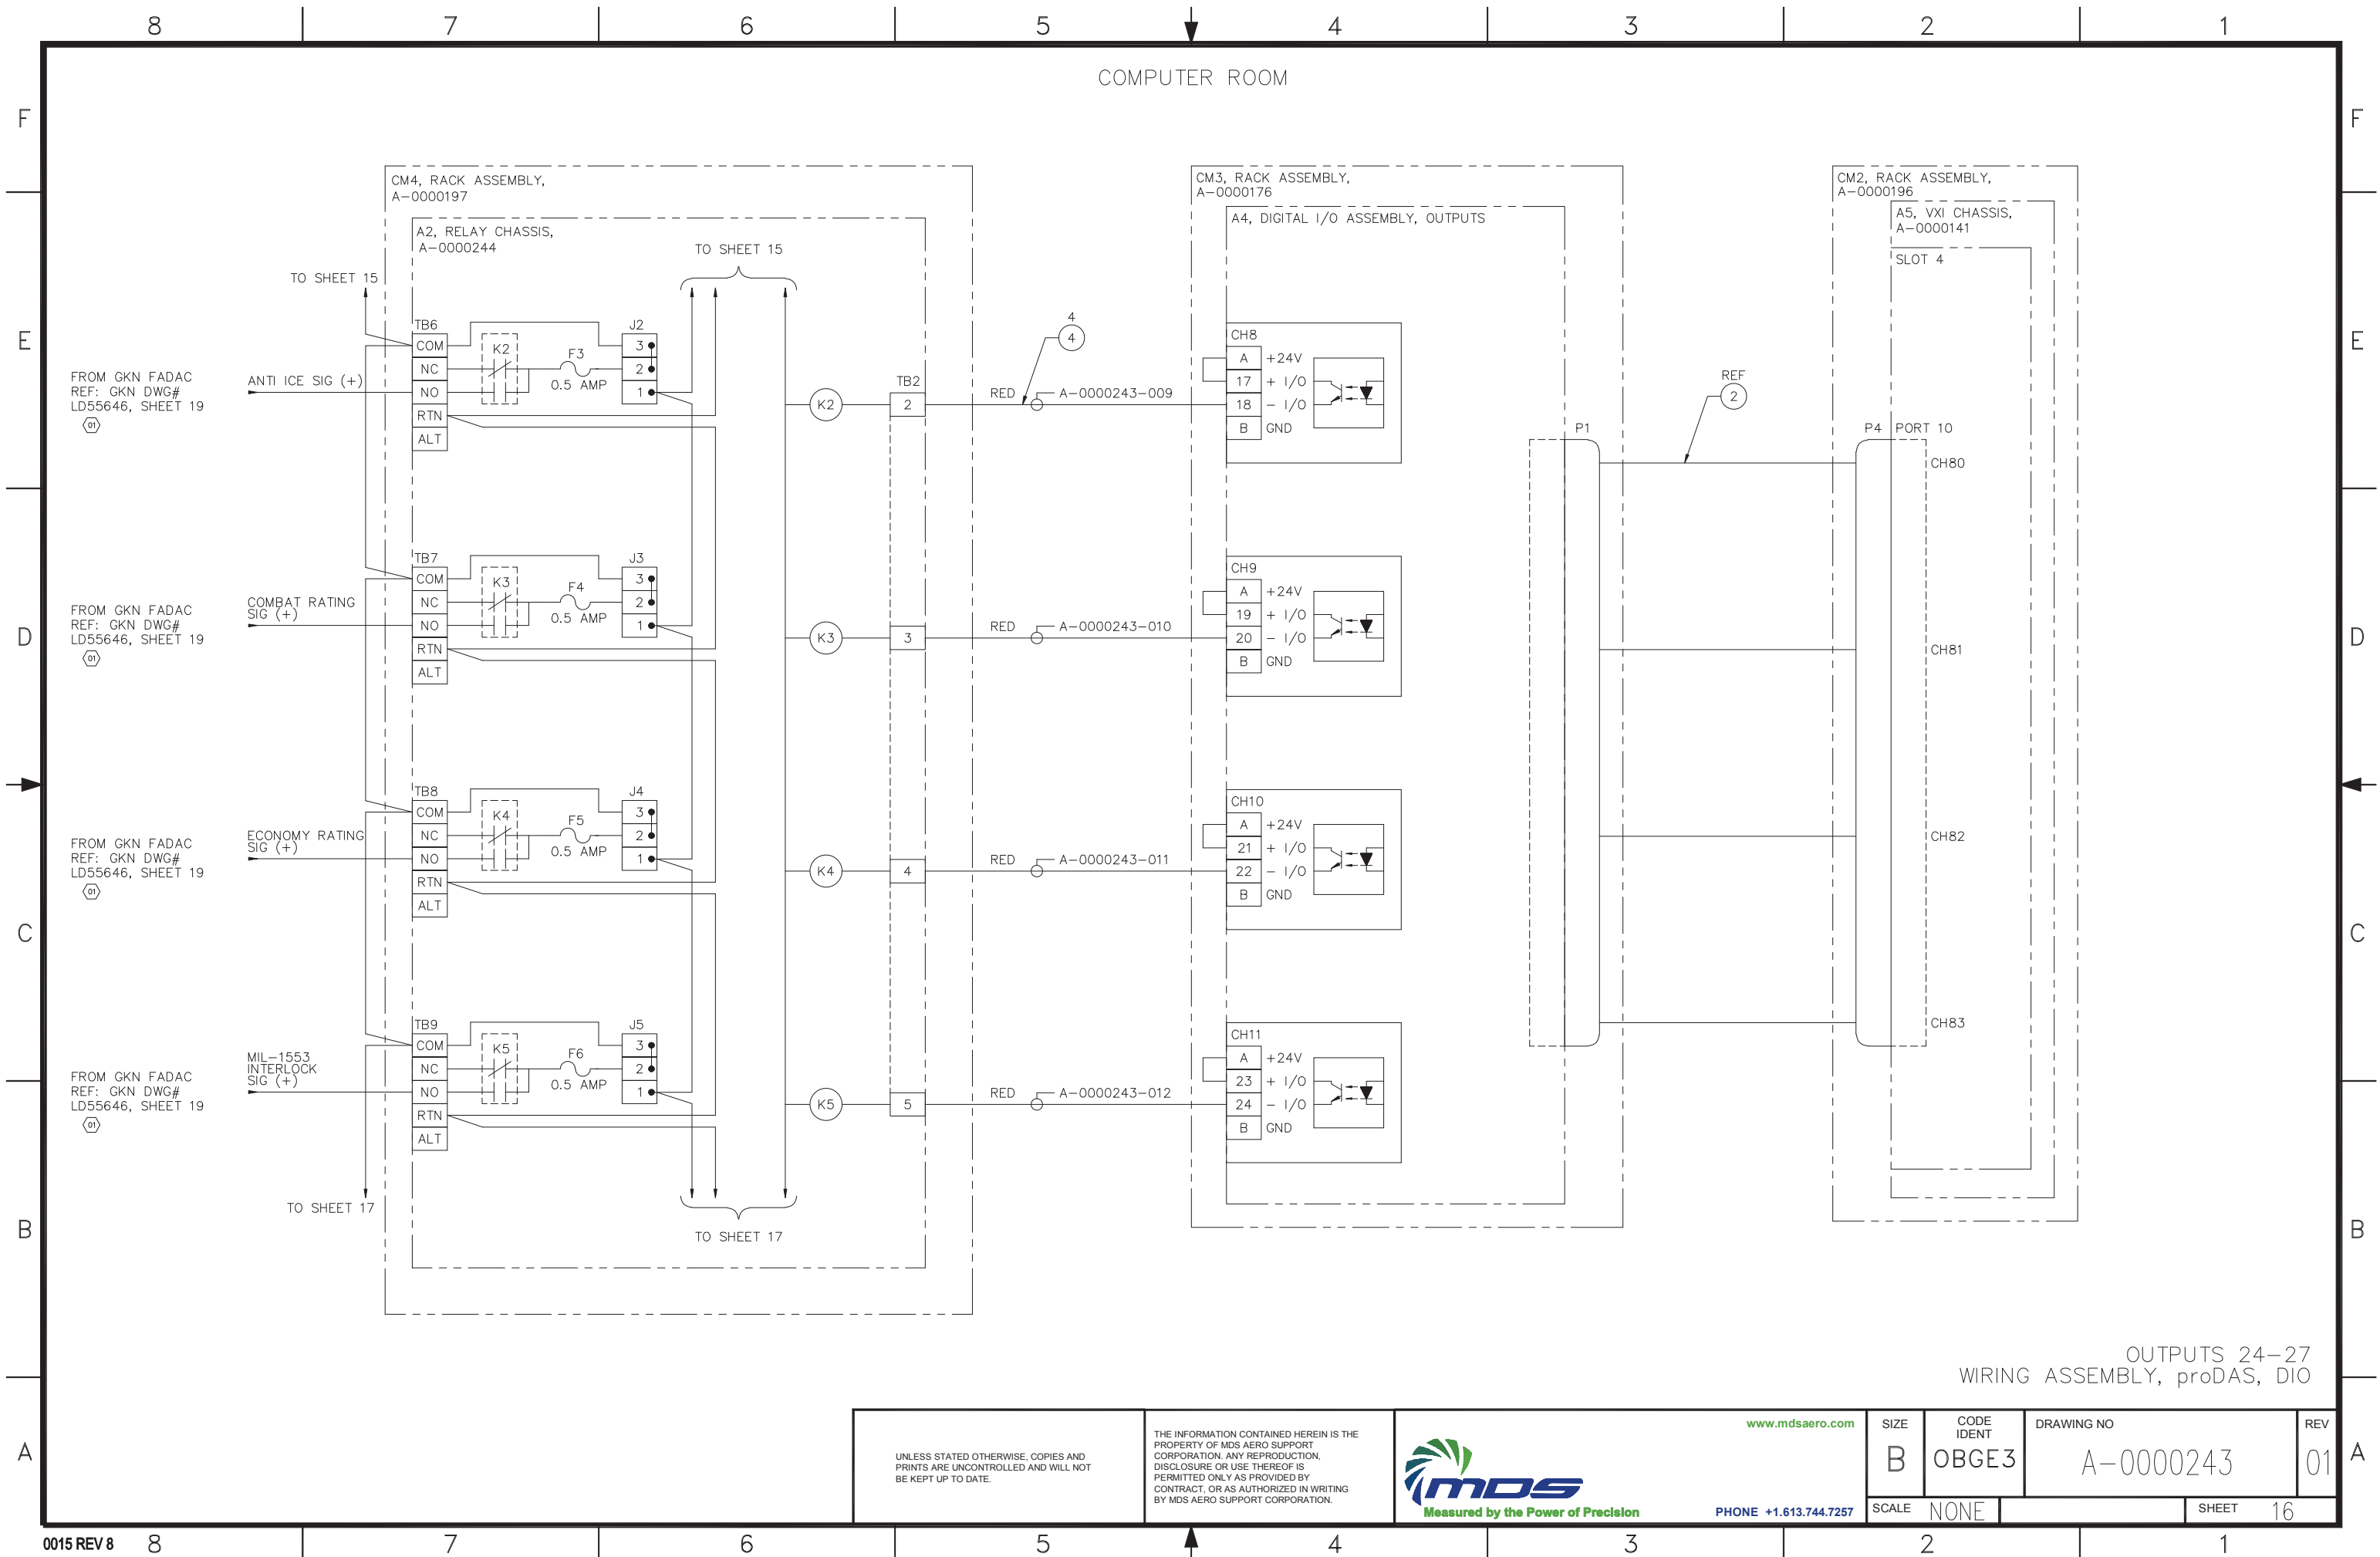 8 7 6 5 4 3 2 1
COMPUTER ROOM
F
F
CM4, RACK ASSEMBLY,
A-0000197
A2, RELAY CHASSIS,
A-0000244
TO SHEET 15
TO SHEET 15
CM3, RACK ASSEMBLY,
A-0000176
A4, DIGITAL I/O ASSEMBLY, OUTPUTS
CM2, RACK ASSEMBLY,
A-0000196
A5, VXI CHASSIS,
A-0000141
SLOT 4
E
E
FROM GKN FADAC
REF: GKN DWG#
LD55646, SHEET 19
01
ANTI ICE SIG (+)
TB6
COM
NC
NO
RTN
ALT
K2
F3
0.5 AMP
J2
3
2
1
K2
TB2
2
4
4
RED
A-0000243-009
CH8
A +24V
17 + I/O
18 - I/O
B GND
REF
2
P1
P4
PORT 10
CH80
D
D
FROM GKN FADAC
REF: GKN DWG#
LD55646, SHEET 19
01
COMBAT RATING
SIG (+)
TB7
COM
NC
NO
RTN
ALT
K3
F4
0.5 AMP
J3
3
2
1
K3
3
RED
A-0000243-010
CH9
A +24V
19 + I/O
20 - I/O
B GND
CH81
FROM GKN FADAC
REF: GKN DWG#
LD55646, SHEET 19
01
ECONOMY RATING
SIG (+)
TB8
COM
NC
NO
RTN
ALT
K4
F5
0.5 AMP
J4
3
2
1
K4
4
RED
A-0000243-011
CH10
A +24V
21 + I/O
22 - I/O
B GND
CH82
C
C
FROM GKN FADAC
REF: GKN DWG#
LD55646, SHEET 19
01
MIL-1553
INTERLOCK
SIG (+)
TB9
COM
NC
NO
RTN
ALT
K5
F6
0.5 AMP
J5
3
2
1
K5
5
RED
A-0000243-012
CH11
A +24V
23 + I/O
24 - I/O
B GND
CH83
TO SHEET 17
TO SHEET 17
B
B
OUTPUTS 24-27
WIRING ASSEMBLY, proDAS, DIO
A
A
UNLESS STATED OTHERWISE, COPIES AND
PRINTS ARE UNCONTROLLED AND WILL NOT
BE KEPT UP TO DATE.
THE INFORMATION CONTAINED HEREIN IS THE
PROPERTY OF MDS AERO SUPPORT
CORPORATION. ANY REPRODUCTION,
DISCLOSURE OR USE THEREOF IS
PERMITTED ONLY AS PROVIDED BY
CONTRACT, OR AS AUTHORIZED IN WRITING
BY MDS AERO SUPPORT CORPORATION.
www.mdsaero.com
mds
Measured by the Power of Precision
PHONE +1.613.744.7257
SIZE
B
CODE
IDENT
OBGE3
DRAWING NO
A-0000243
REV
01
SCALE NONE
SHEET 16
0015 REV 8
8 7 6 5 4 3 2 1